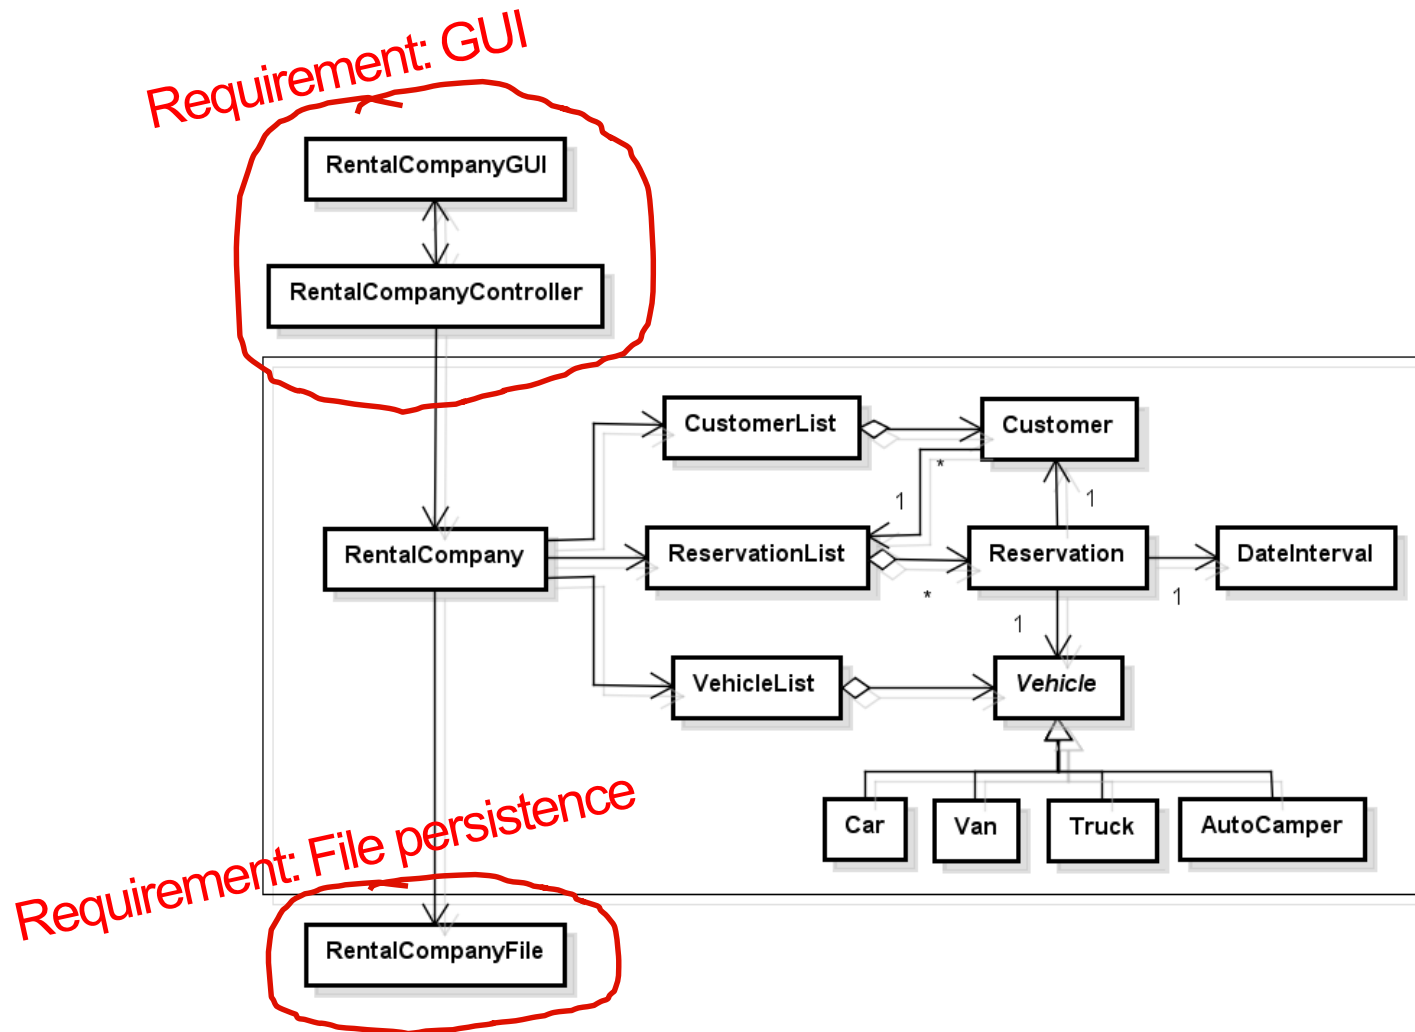 Requirement: GUI
RentalCompanyGUI
RentalCompanyController
CustomerList
Customer
*
1
1
RentalCompany
ReservationList
Reservation
DateInterval
*
1
1
VehicleList
Vehicle
Car
Van
Truck
AutoCamper
Requirement: File persistence
RentalCompanyFile